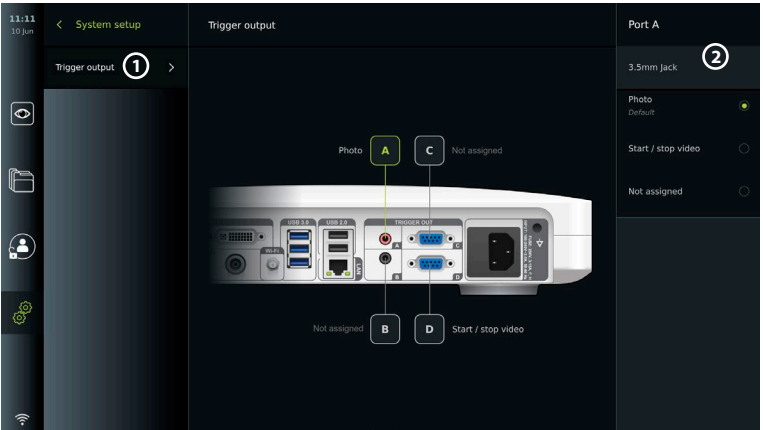 11:11
10 Jun
System setup
Trigger output
1
Trigger output
Port A
3.5mm Jack
2
Photo
Default
Start / stop video
Not assigned
Photo
A
C
Not assigned
USB 3.0
USB 2.0
TRIGGER OUT
Wi-Fi
LAN
A
C
B
D
Not assigned
B
D
Start / stop video